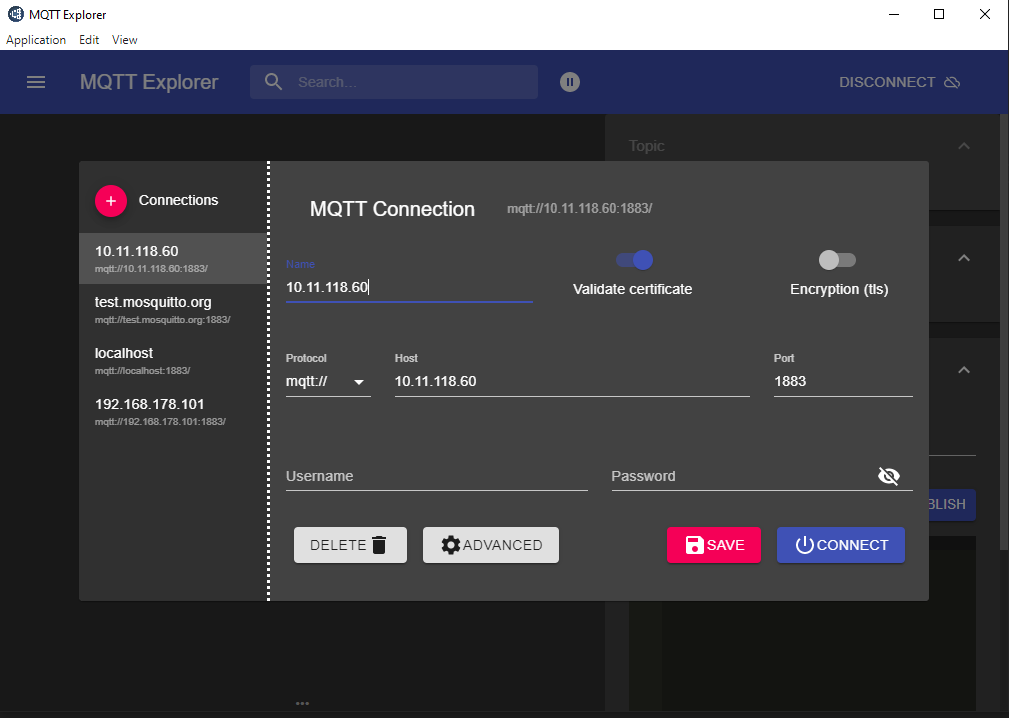 MQTT Explorer
Application Edit View
MQTT Explorer Search... DISCONNECT
Topic
Connections
10.11.118.60
mqtt://10.11.118.60:1883/
test.mosquitto.org
mqtt://test.mosquitto.org:1883/
localhost
mqtt://localhost:1883/
192.168.178.101
mqtt://192.168.178.101:1883/
MQTT Connection mqtt://10.11.118.60:1883/
Name
10.11.118.60
Validate certificate
Encryption (tls)
Protocol Host Port
mqtt:// 10.11.118.60 1883
Username Password
DELETE ADVANCED SAVE CONNECT
BLISH